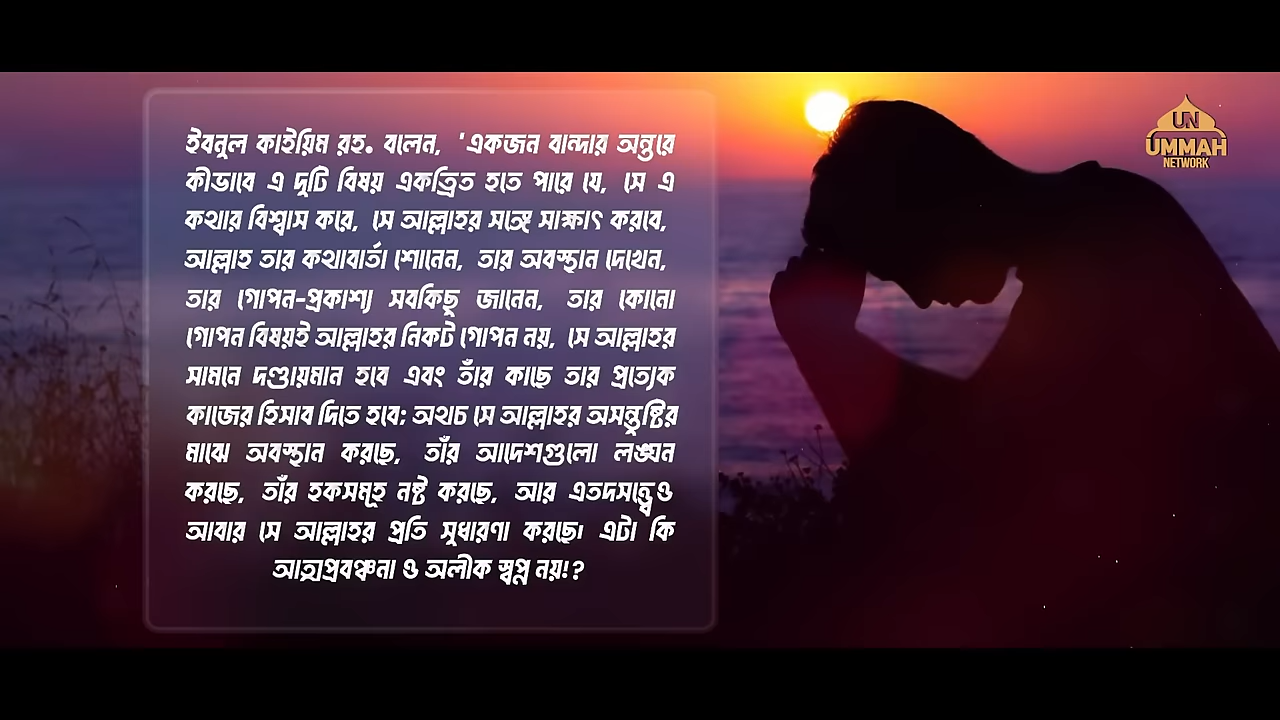 ইবনুল কাইয়িম রহ. বলেন, 'একজন বান্দার অন্তরে
কীভাবে এ দুটি বিষয় একত্রিত হতে পারে যে, সে এ
কথার বিশ্বাস করে, সে আল্লাহর সঙ্গে সাক্ষাৎ করবে,
আল্লাহ তার কথাবার্তা শোনেন, তার অবস্থান দেখেন,
তার গোপন-প্রকাশ্য সবকিছু জানেন, তার কোনো
গোপন বিষয়ই আল্লাহর নিকট গোপন নয়, সে আল্লাহর
সামনে দণ্ডায়মান হবে এবং তাঁর কাছে তার প্রত্যেক
কাজের হিসাব দিতে হবে; অথচ সে আল্লাহর অসন্তুষ্টির
মাঝে অবস্থান করছে, তাঁর আদেশগুলো লঙ্ঘন
করছে, তাঁর হকসমূহ নষ্ট করছে, আর এতদসত্ত্বেও
আবার সে আল্লাহর প্রতি সুধারণা করছে। এটা কি
আত্মপ্রবঞ্চনা ও অলীক স্বপ্ন নয়!?
UN
UMMAH
NETWORK